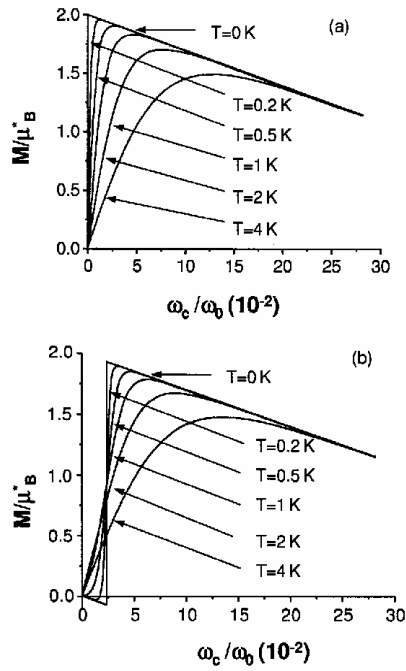 (a)
2.0
T=0 K
1.5
T=0.2 K
T=0.5 K
M/μ*B
1.0
T=1 K
T=2 K
0.5
T=4 K
0.0
0 5 10 15 20 25 30
ωc/ω0 (10-2)
(b)
2.0
T=0 K
1.5
T=0.2 K
T=0.5 K
M/μ*B
1.0
T=1 K
T=2 K
0.5
T=4 K
0.0
0 5 10 15 20 25 30
ωc/ω0 (10-2)